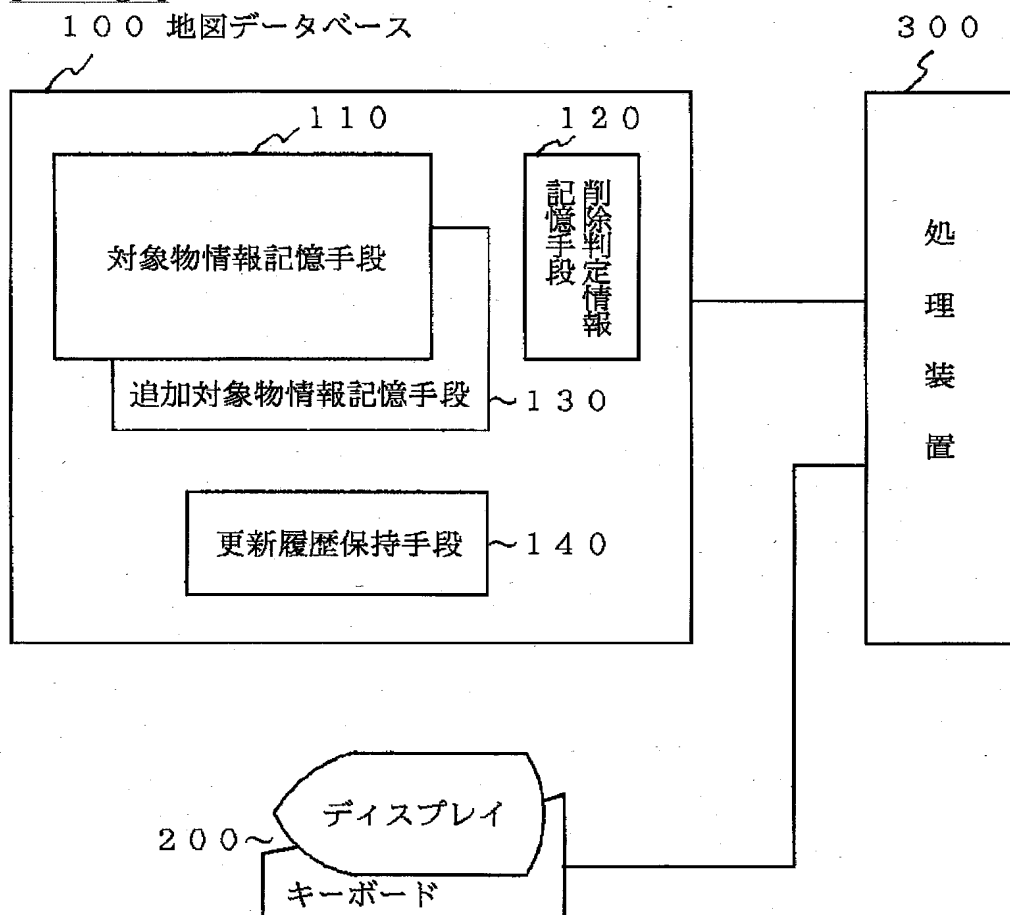 １００ 地図データベース
３００
１１０
１２０
対象物情報記憶手段
削除判定情報
記憶手段
処理装置
追加対象物情報記憶手段
～１３０
更新履歴保持手段
～１４０
ディスプレイ
２００～
キーボード